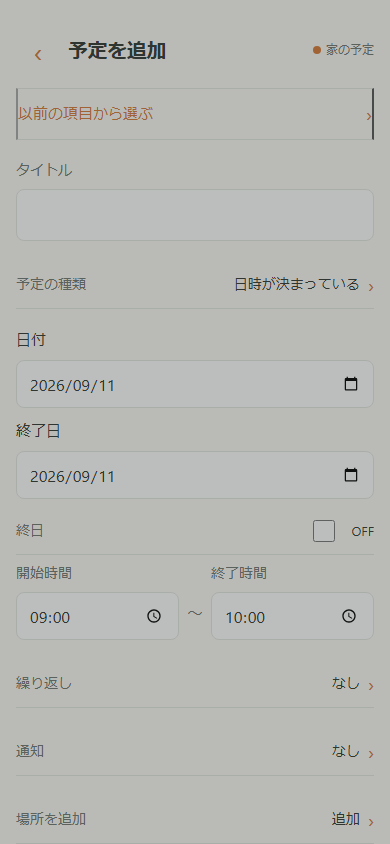 ‹ 予定を追加 家の予定
以前の項目から選ぶ ›
タイトル
予定の種類 日時が決まっている ›
日付
2026/09/11
終了日
2026/09/11
終日 OFF
開始時間 終了時間
09:00 〜 10:00
繰り返し なし ›
通知 なし ›
場所を追加 追加 ›